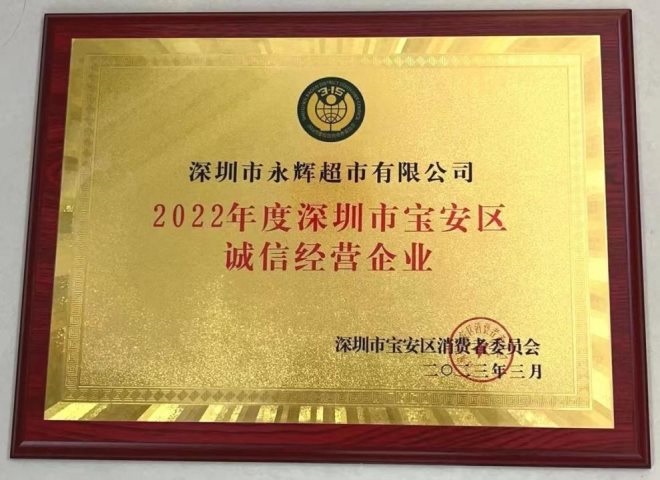 3·15
深圳市永辉超市有限公司
2022年度深圳市宝安区
诚信经营企业
深圳市宝安区消费者委员会
二〇二三年三月